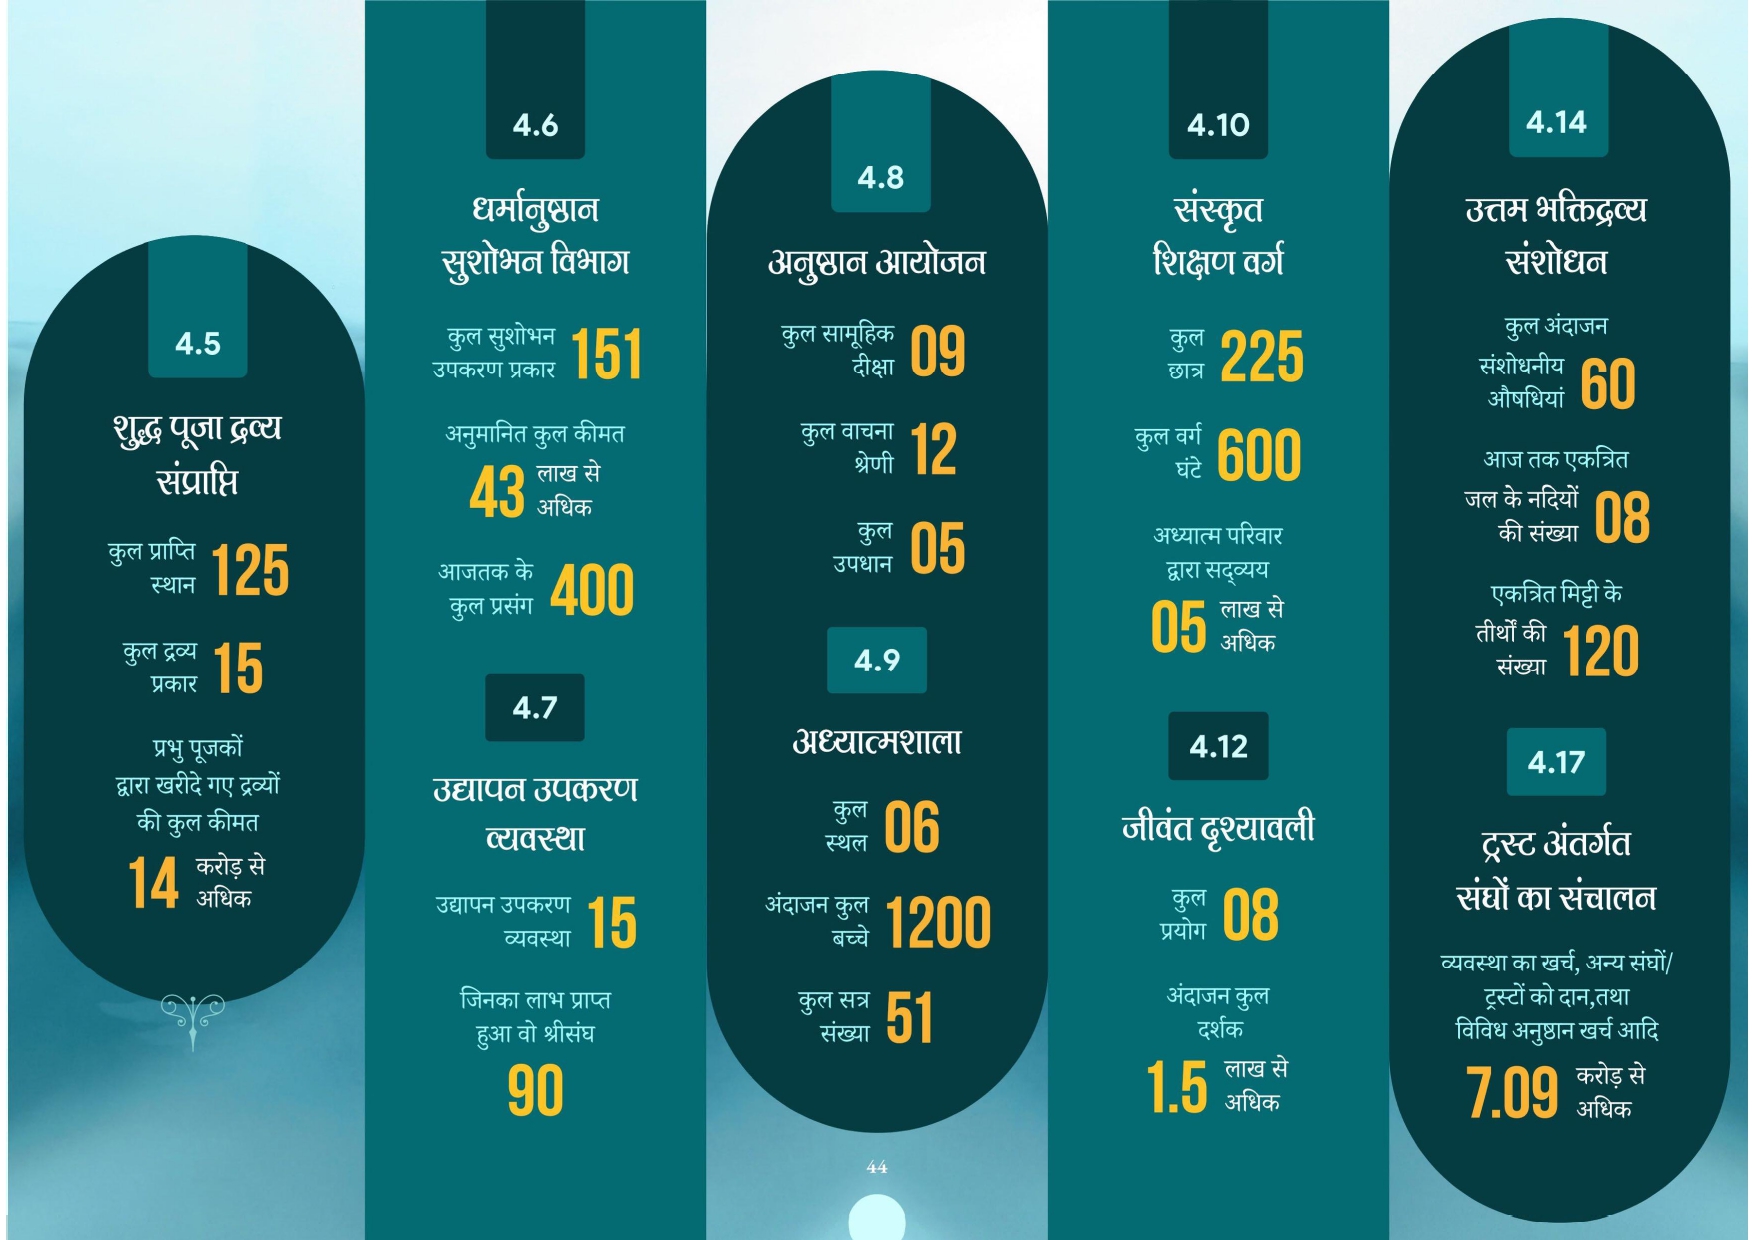 4.5
शुद्ध पूजा द्रव्य
संप्राप्ति
कुल प्राप्ति
स्थान 125
कुल द्रव्य
प्रकार 15
प्रभु पूजकों
द्वारा खरीदे गए द्रव्यों
की कुल कीमत
14 करोड़ से
अधिक
4.6
धर्मानुष्ठान
सुशोभन विभाग
कुल सुशोभन
उपकरण प्रकार 151
अनुमानित कुल कीमत
43 लाख से
अधिक
आजतक के
कुल प्रसंग 400
4.7
उद्यापन उपकरण
व्यवस्था
उद्यापन उपकरण
व्यवस्था 15
जिनका लाभ प्राप्त
हुआ वो श्रीसंघ
90
4.8
अनुष्ठान आयोजन
कुल सामूहिक
दीक्षा 09
कुल वाचना
श्रेणी 12
कुल
उपधान 05
4.9
अध्यात्मशाला
कुल
स्थल 06
अंदाजन कुल
बच्चे 1200
कुल सत्र
संख्या 51
44
4.10
संस्कृत
शिक्षण वर्ग
कुल
छात्र 225
कुल वर्ग
घंटे 600
अध्यात्म परिवार
द्वारा सद्व्यय
05 लाख से
अधिक
4.12
जीवंत दृश्यावली
कुल
प्रयोग 08
अंदाजन कुल
दर्शक
1.5 लाख से
अधिक
4.14
उत्तम भक्तिद्रव्य
संशोधन
कुल अंदाजन
संशोधनीय
औषधियां 60
आज तक एकत्रित
जल के नदियों
की संख्या 08
एकत्रित मिट्टी के
तीर्थों की
संख्या 120
4.17
ट्रस्ट अंतर्गत
संघों का संचालन
व्यवस्था का खर्च, अन्य संघों/
ट्रस्टों को दान,तथा
विविध अनुष्ठान खर्च आदि
7.09 करोड़ से
अधिक